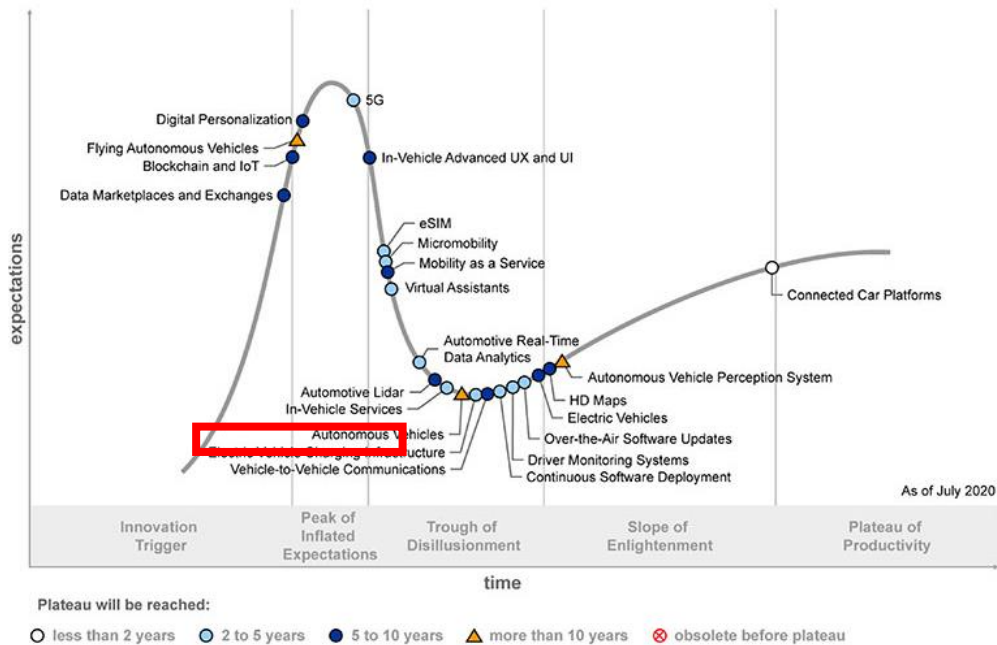 expectations
5G
Digital Personalization
Flying Autonomous Vehicles
Blockchain and IoT
In-Vehicle Advanced UX and UI
Data Marketplaces and Exchanges
eSIM
Micromobility
Mobility as a Service
Virtual Assistants
Connected Car Platforms
Automotive Real-Time
Data Analytics
Autonomous Vehicle Perception System
Automotive Lidar
HD Maps
In-Vehicle Services
Electric Vehicles
Autonomous Vehicles
Over-the-Air Software Updates
Electric Vehicle Charging Infrastructure
Driver Monitoring Systems
Vehicle-to-Vehicle Communications
Continuous Software Deployment
As of July 2020
Innovation
Trigger
Peak of
Inflated
Expectations
Trough of
Disillusionment
Slope of
Enlightenment
Plateau of
Productivity
time
Plateau will be reached:
less than 2 years
2 to 5 years
5 to 10 years
more than 10 years
obsolete before plateau